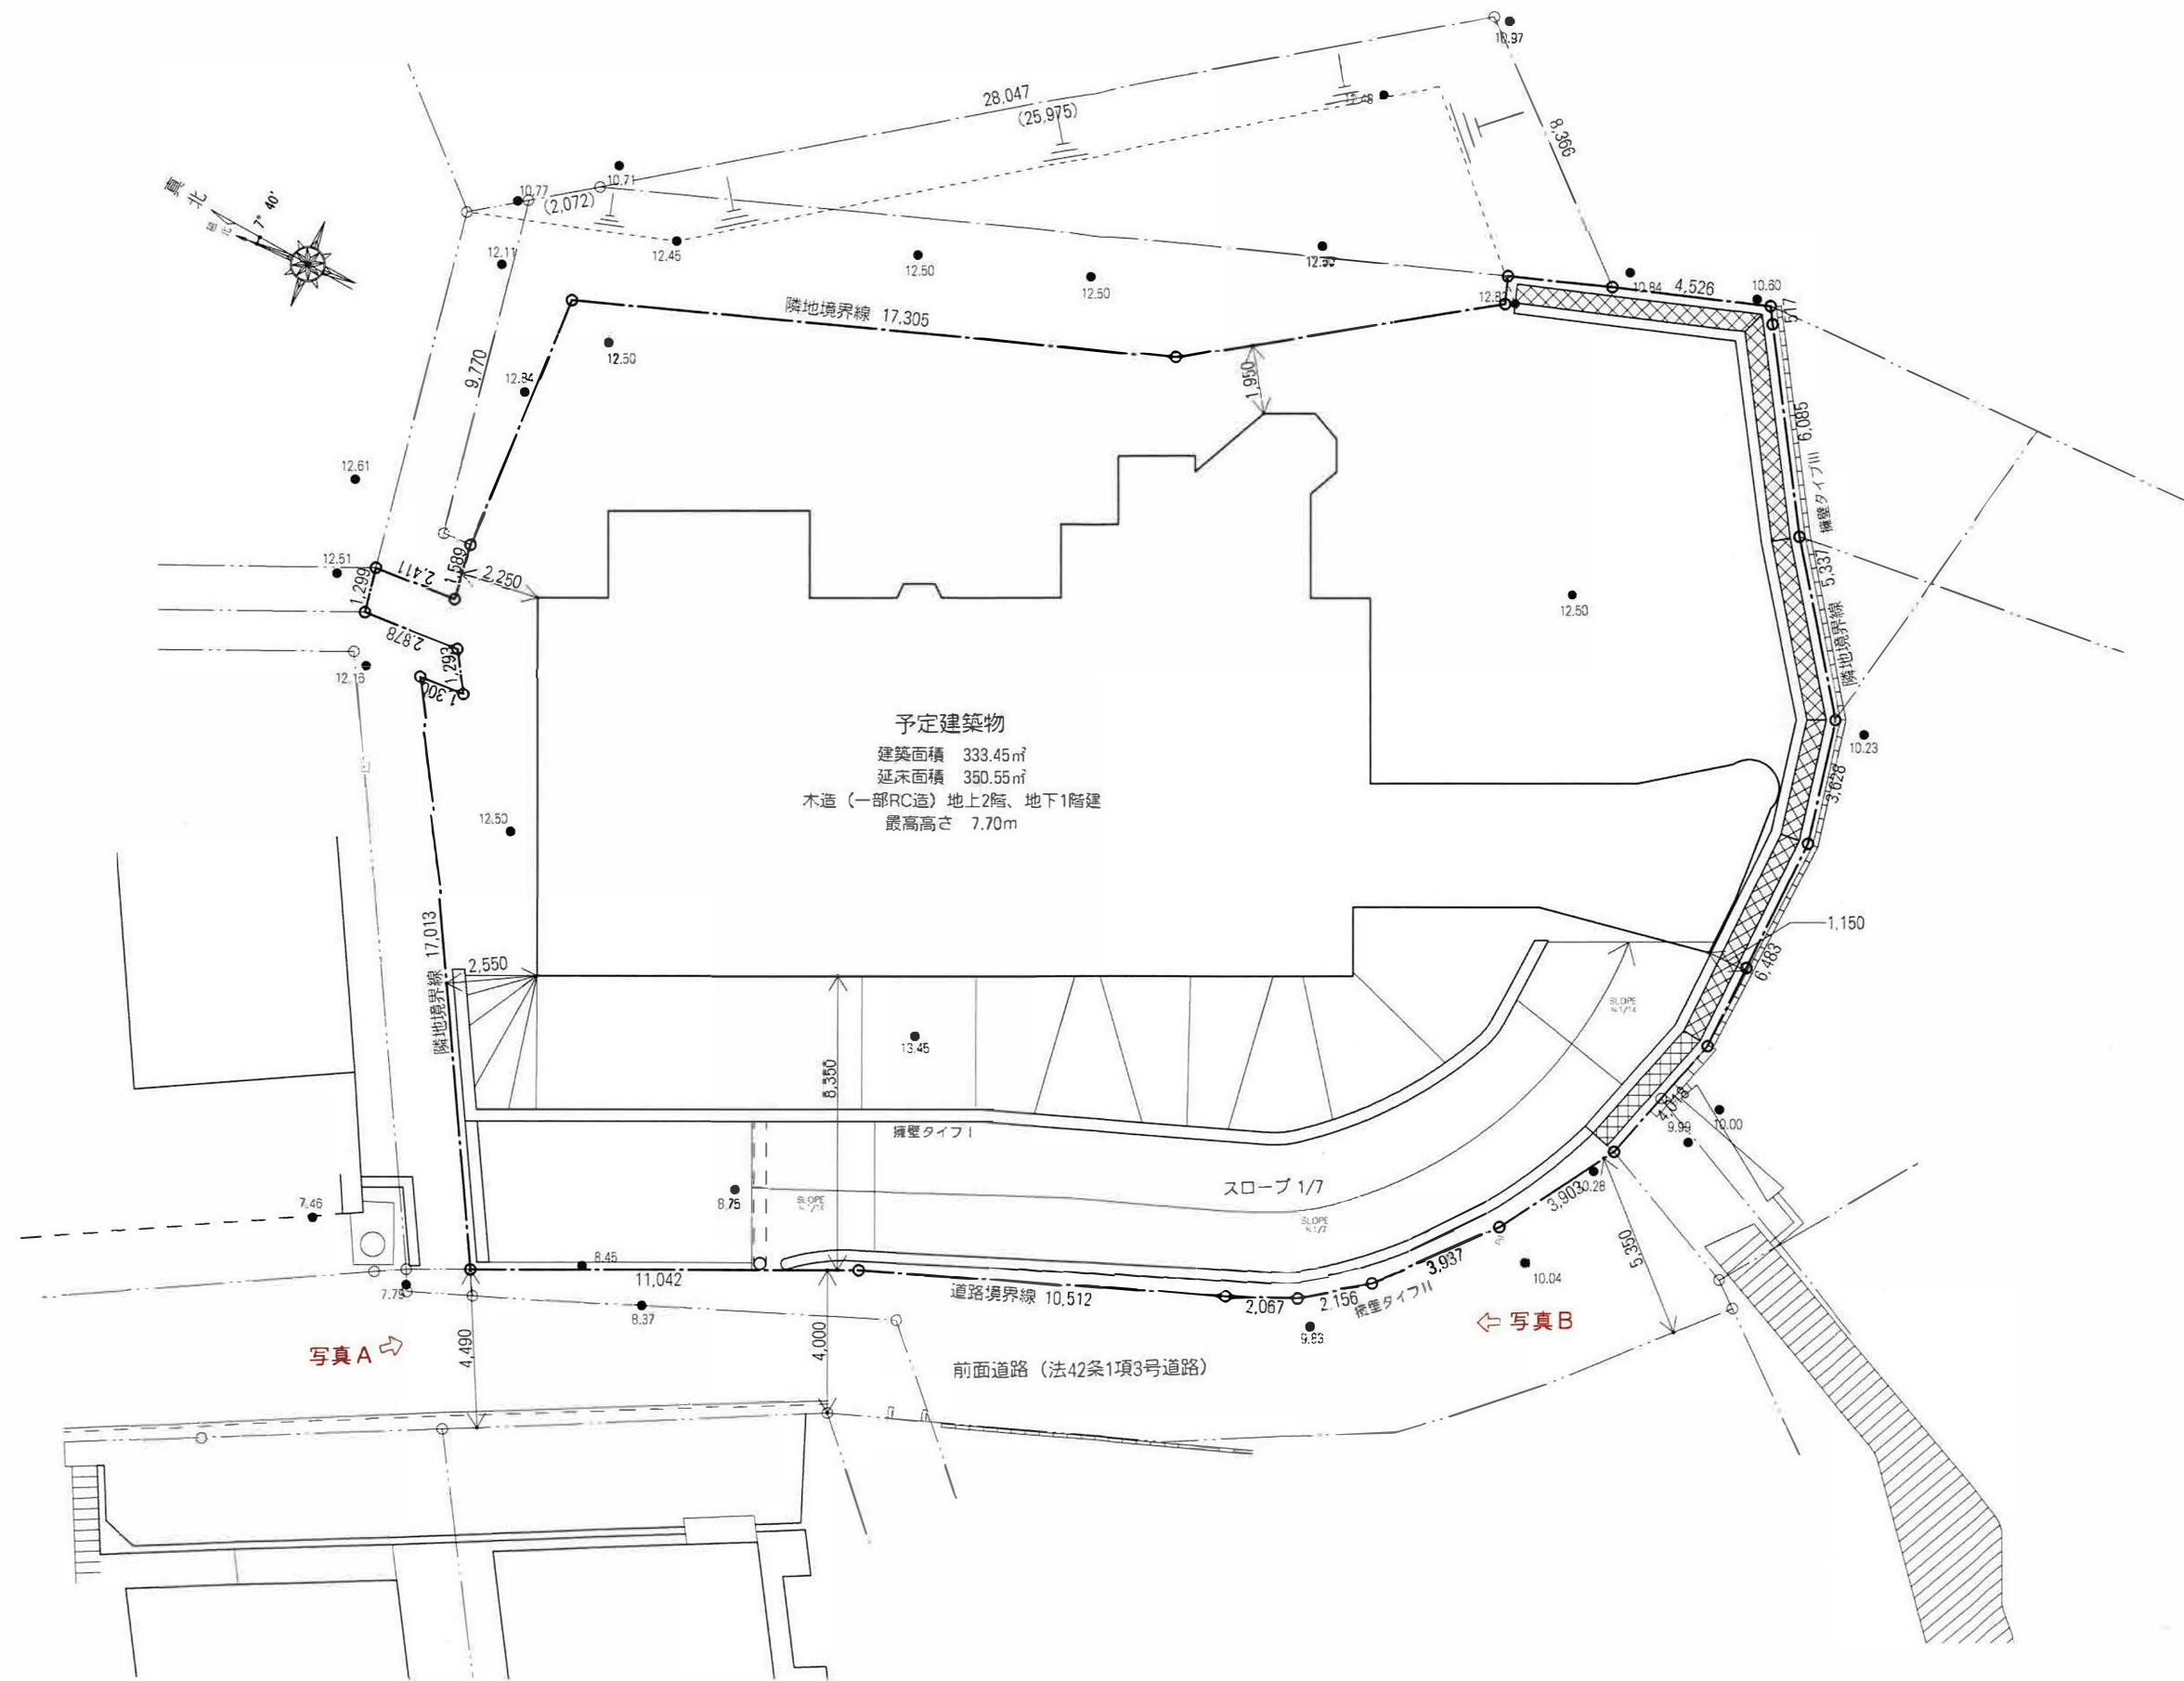 10.97
28,047
(25,975)
8,366
10.71
10.77
(2,072)
真北
7° 40'
12.11
12.45
12.50
12.50
10.84
4,526
10.60
517
隣地境界線 17,305
12.50
9,770
1,950
6,085
擁壁タイプIII
12.61
12.51
1,299
2,411
1,589
2,250
5,337
12.50
隣地境界線
2,878
1,293
1,300
予定建築物
建築面積 333.45㎡
延床面積 350.55㎡
木造（一部RC造）地上2階、地下1階建
最高高さ 7.70m
10.23
3,628
12.50
1,150
隣地境界線 17,013
2,550
6,483
SLOPE
13.45
8,350
擁壁タイプI
4,018
9.99
10.00
スロープ 1/7
8.75
SLOPE
SLOPE
3,903
10.28
7.46
5,350
8.45
11,042
3,937
10.04
道路境界線 10,512
2,067
2,156
擁壁タイプII
8.37
9.83
写真B
写真A
4,490
4,000
前面道路（法42条1項3号道路）